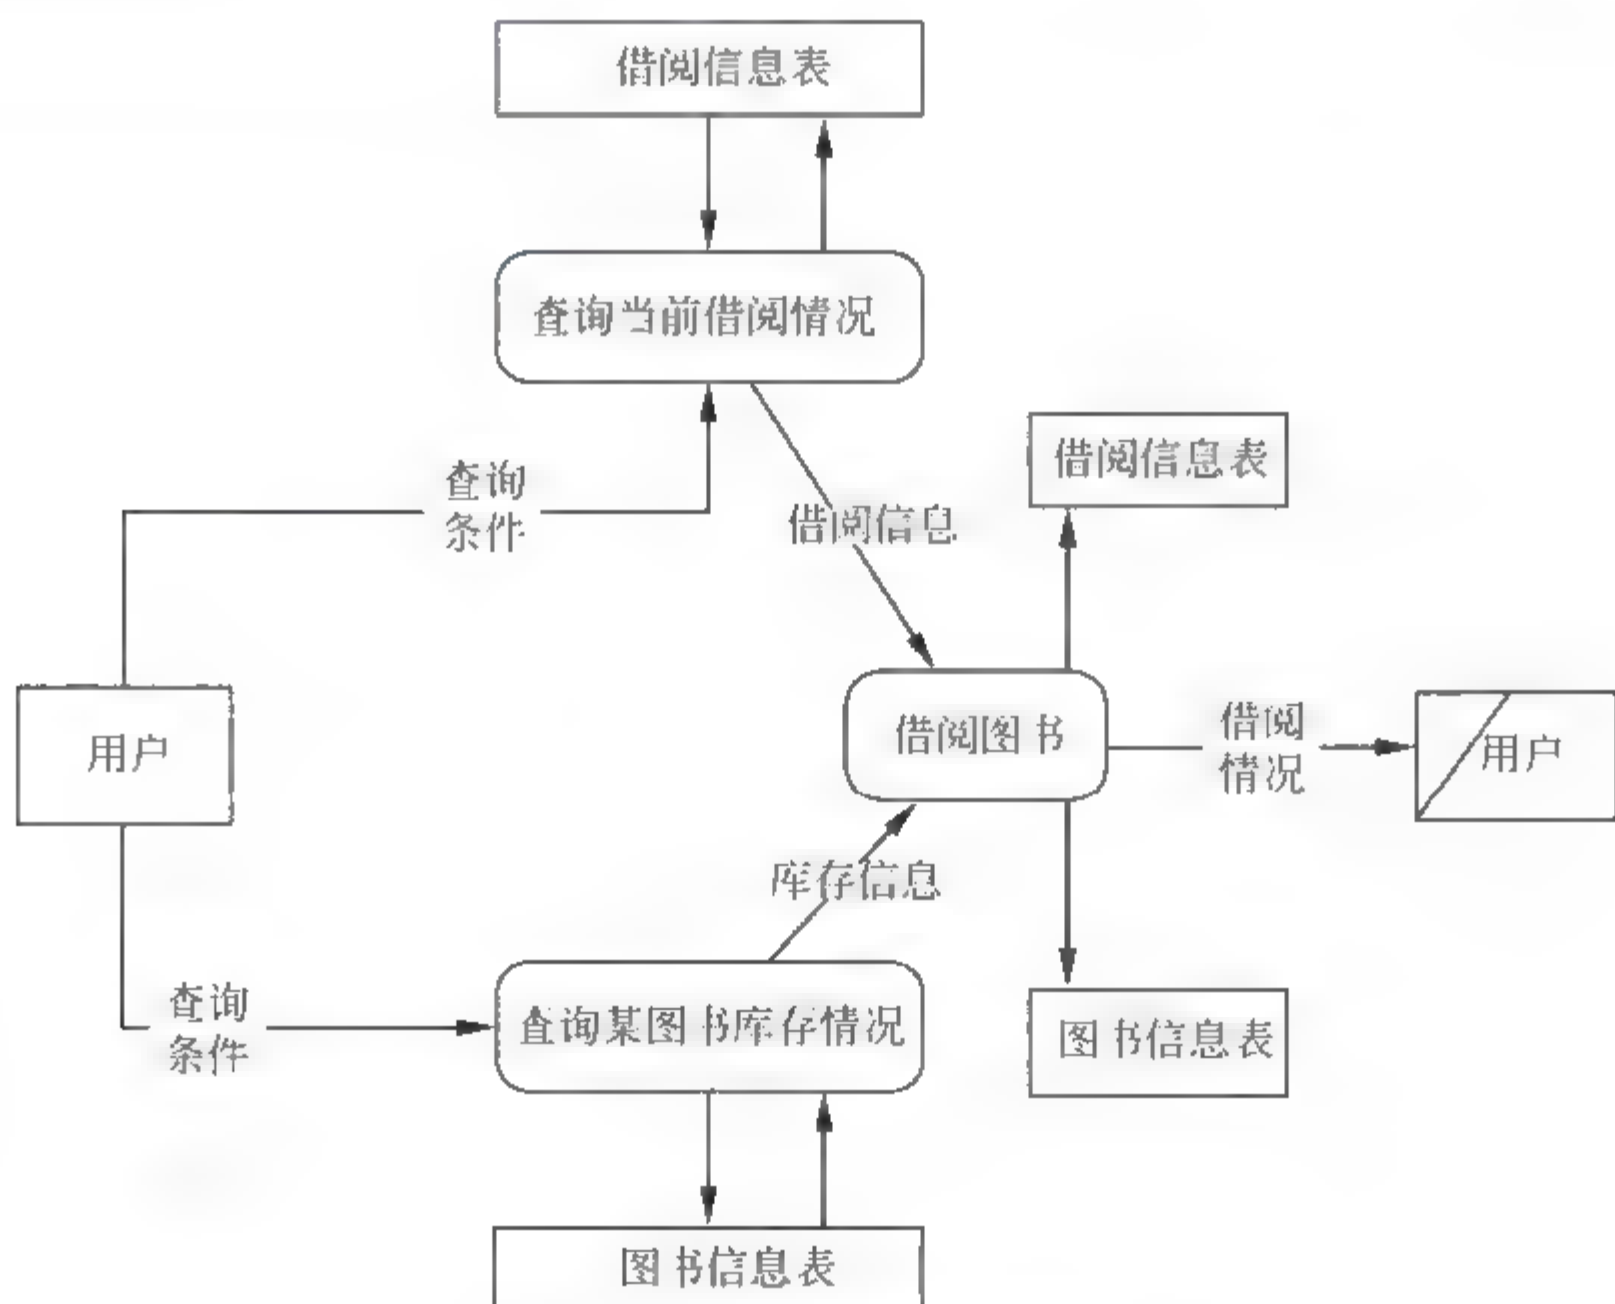 借阅信息表
查询当前借阅情况
查询
条件
借阅信息
借阅信息表
用户
借阅图书
借阅
情况
用户
库存信息
查询
条件
查询某图书库存情况
图书信息表
图书信息表